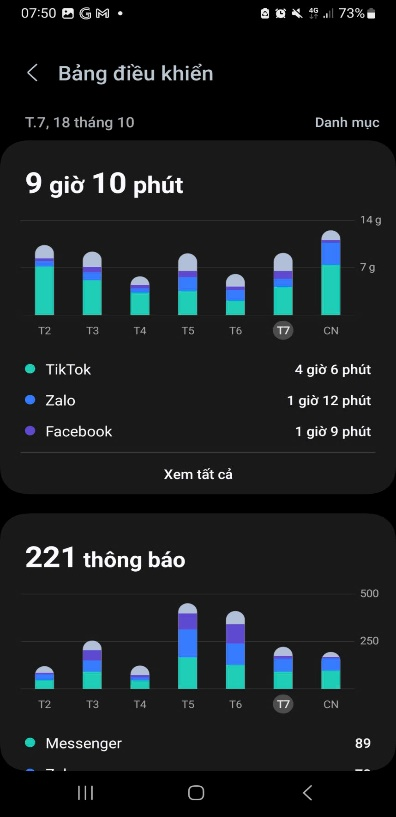 07:50 73%
4G
Bảng điều khiển
T.7, 18 tháng 10 Danh mục
9 giờ 10 phút
14 g
7 g
T2 T3 T4 T5 T6 T7 CN
TikTok 4 giờ 6 phút
Zalo 1 giờ 12 phút
Facebook 1 giờ 9 phút
Xem tất cả
221 thông báo
500
250
T2 T3 T4 T5 T6 T7 CN
Messenger 89